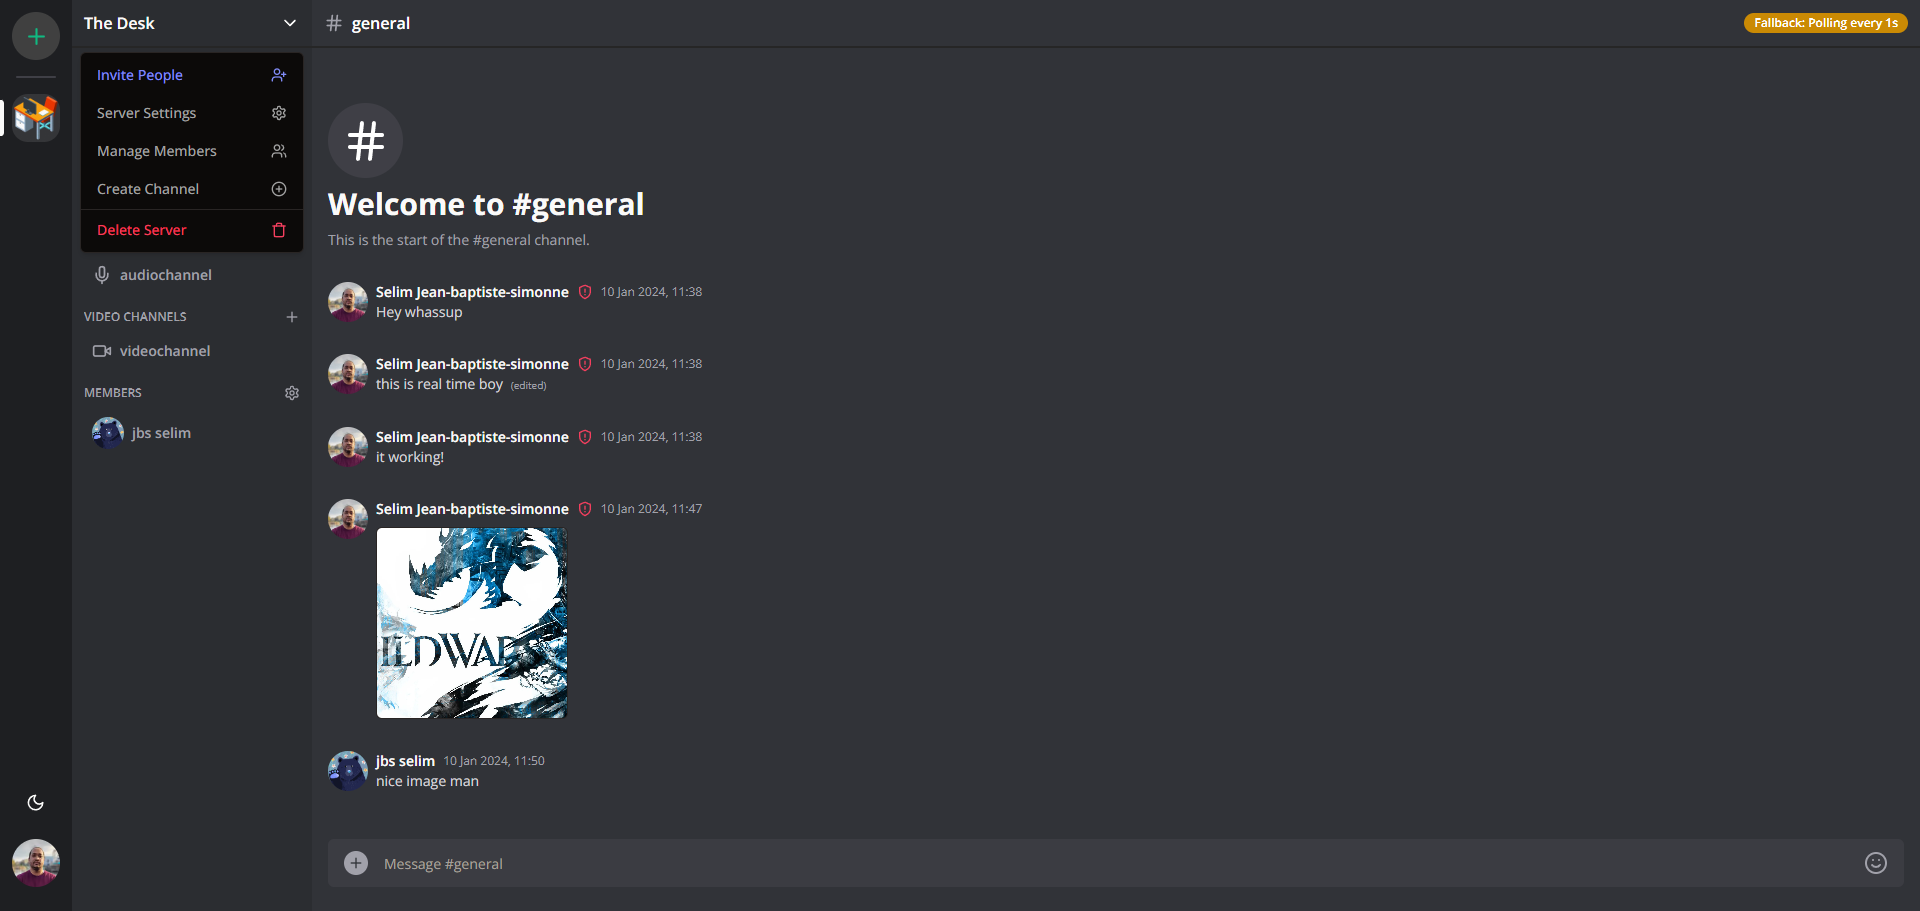 The Desk
Invite People
Server Settings
Manage Members
Create Channel
Delete Server
audiochannel
VIDEO CHANNELS
videochannel
MEMBERS
jbs selim
general
Fallback: Polling every 1s
Welcome to #general
This is the start of the #general channel.
Selim Jean-baptiste-simonne 10 Jan 2024, 11:38
Hey whassup
Selim Jean-baptiste-simonne 10 Jan 2024, 11:38
this is real time boy (edited)
Selim Jean-baptiste-simonne 10 Jan 2024, 11:38
it working!
Selim Jean-baptiste-simonne 10 Jan 2024, 11:47
ILDWAR
jbs selim 10 Jan 2024, 11:50
nice image man
Message #general